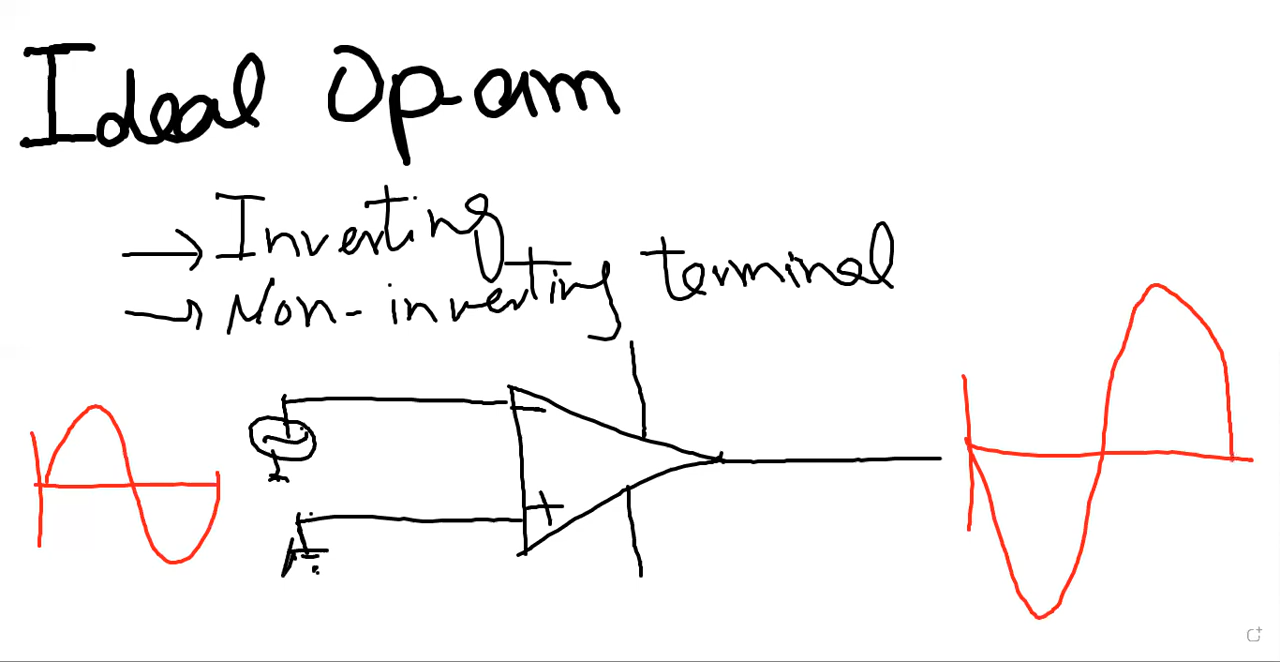 Ideal Op-am
→ Inverting
→ Non-inverting terminal
-
+